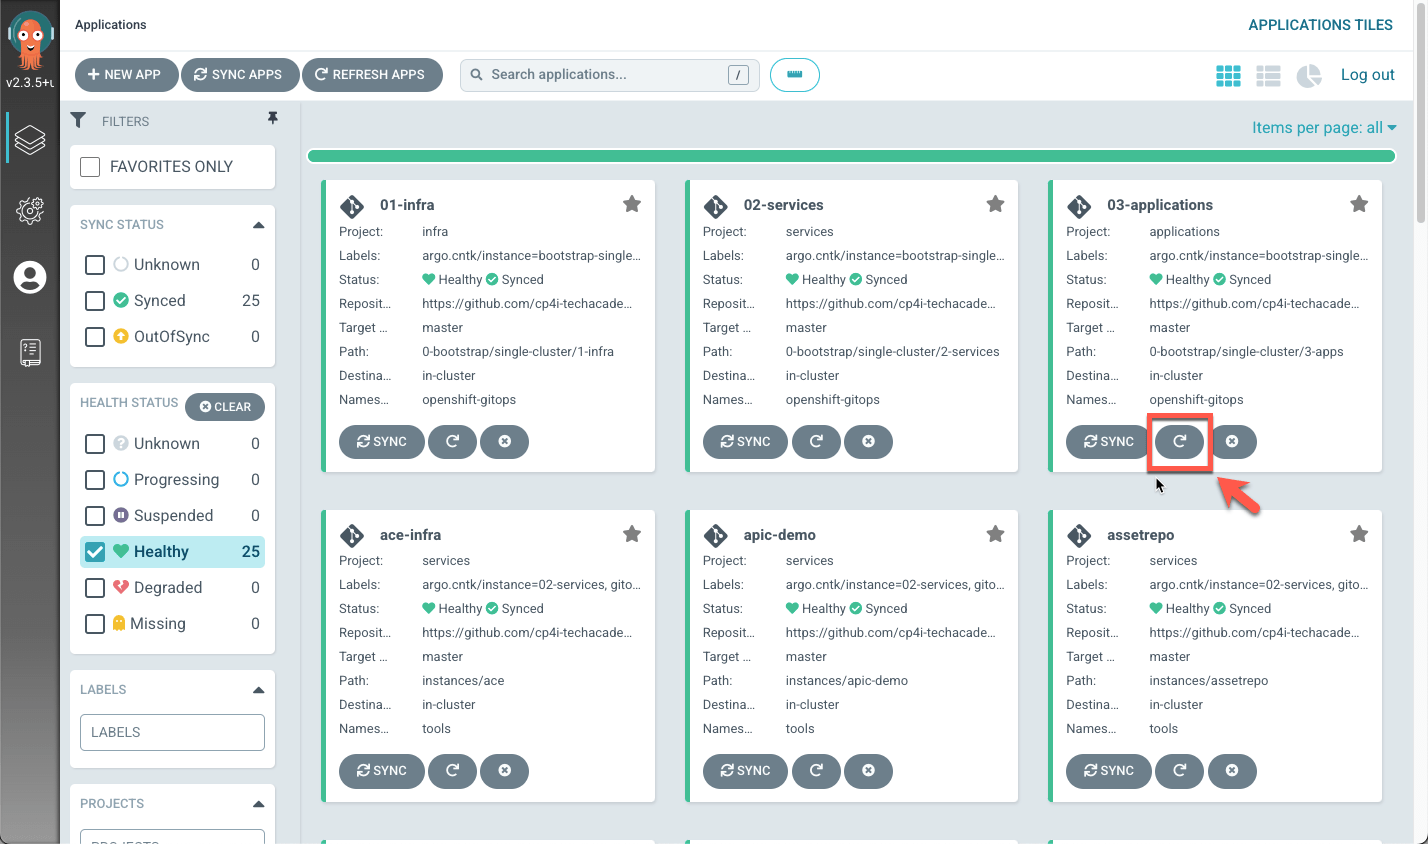 Applications
APPLICATIONS TILES
v2.3.5+u
NEW APP
SYNC APPS
REFRESH APPS
Search applications...
/
Log out
FILTERS
Items per page: all
FAVORITES ONLY
SYNC STATUS
Unknown 0
Synced 25
OutOfSync 0
HEALTH STATUS
CLEAR
Unknown 0
Progressing 0
Suspended 0
Healthy 25
Degraded 0
Missing 0
LABELS
LABELS
PROJECTS
PROJECTS
01-infra
Project: infra
Labels: argo.cntk/instance=bootstrap-single...
Status: Healthy Synced
Reposit... https://github.com/cp4i-techacade...
Target ... master
Path: 0-bootstrap/single-cluster/1-infra
Destina... in-cluster
Names... openshift-gitops
SYNC
02-services
Project: services
Labels: argo.cntk/instance=bootstrap-single...
Status: Healthy Synced
Reposit... https://github.com/cp4i-techacade...
Target ... master
Path: 0-bootstrap/single-cluster/2-services
Destina... in-cluster
Names... openshift-gitops
SYNC
03-applications
Project: applications
Labels: argo.cntk/instance=bootstrap-single...
Status: Healthy Synced
Reposit... https://github.com/cp4i-techacade...
Target ... master
Path: 0-bootstrap/single-cluster/3-apps
Destina... in-cluster
Names... openshift-gitops
SYNC
ace-infra
Project: services
Labels: argo.cntk/instance=02-services, gito...
Status: Healthy Synced
Reposit... https://github.com/cp4i-techacade...
Target ... master
Path: instances/ace
Destina... in-cluster
Names... tools
SYNC
apic-demo
Project: services
Labels: argo.cntk/instance=02-services, gito...
Status: Healthy Synced
Reposit... https://github.com/cp4i-techacade...
Target ... master
Path: instances/apic-demo
Destina... in-cluster
Names... tools
SYNC
assetrepo
Project: services
Labels: argo.cntk/instance=02-services, gito...
Status: Healthy Synced
Reposit... https://github.com/cp4i-techacade...
Target ... master
Path: instances/assetrepo
Destina... in-cluster
Names... tools
SYNC